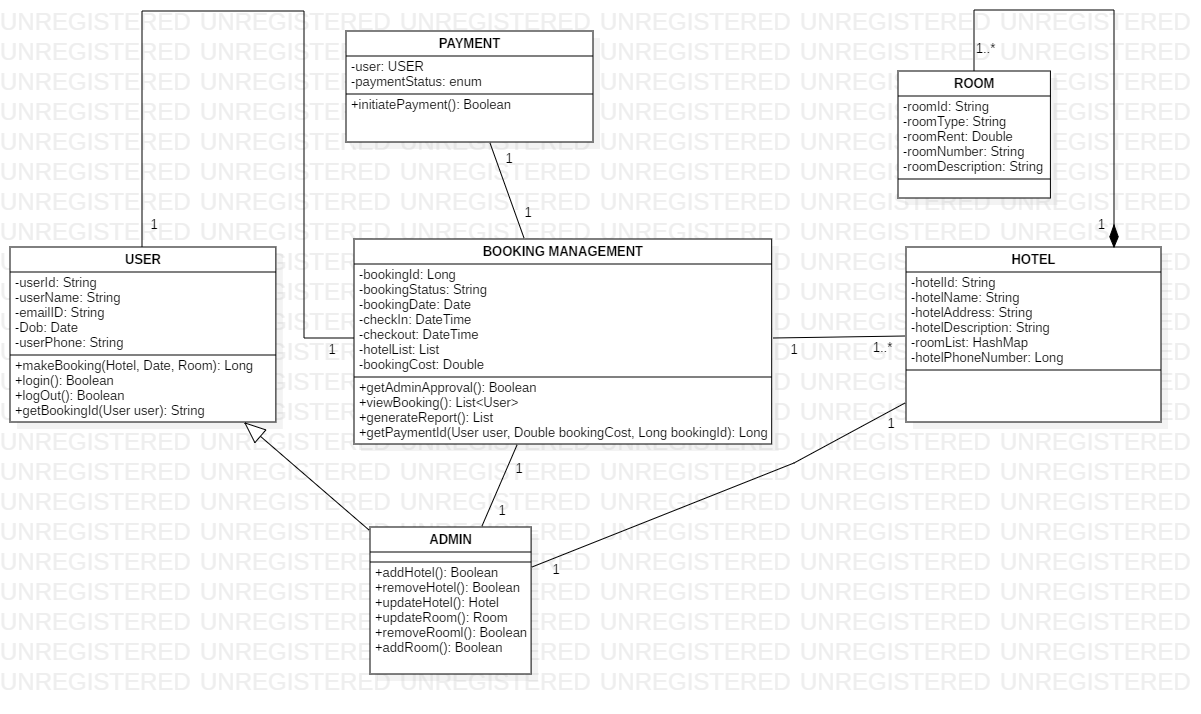 PAYMENT
-user: USER
-paymentStatus: enum
+initiatePayment(): Boolean
1
1
1..*
ROOM
-roomId: String
-roomType: String
-roomRent: Double
-roomNumber: String
-roomDescription: String
1
1
USER
-userId: String
-userName: String
-emailID: String
-Dob: Date
-userPhone: String
+makeBooking(Hotel, Date, Room): Long
+login(): Boolean
+logOut(): Boolean
+getBookingId(User user): String
1
BOOKING MANAGEMENT
-bookingId: Long
-bookingStatus: String
-bookingDate: Date
-checkIn: DateTime
-checkout: DateTime
-hotelList: List
-bookingCost: Double
+getAdminApproval(): Boolean
+viewBooking(): List<User>
+generateReport(): List
+getPaymentId(User user, Double bookingCost, Long bookingId): Long
1
1..*
HOTEL
-hotelId: String
-hotelName: String
-hotelAddress: String
-hotelDescription: String
-roomList: HashMap
-hotelPhoneNumber: Long
1
1
1
1
ADMIN
+addHotel(): Boolean
+removeHotel(): Boolean
+updateHotel(): Hotel
+updateRoom(): Room
+removeRooml(): Boolean
+addRoom(): Boolean
UNREGISTERED